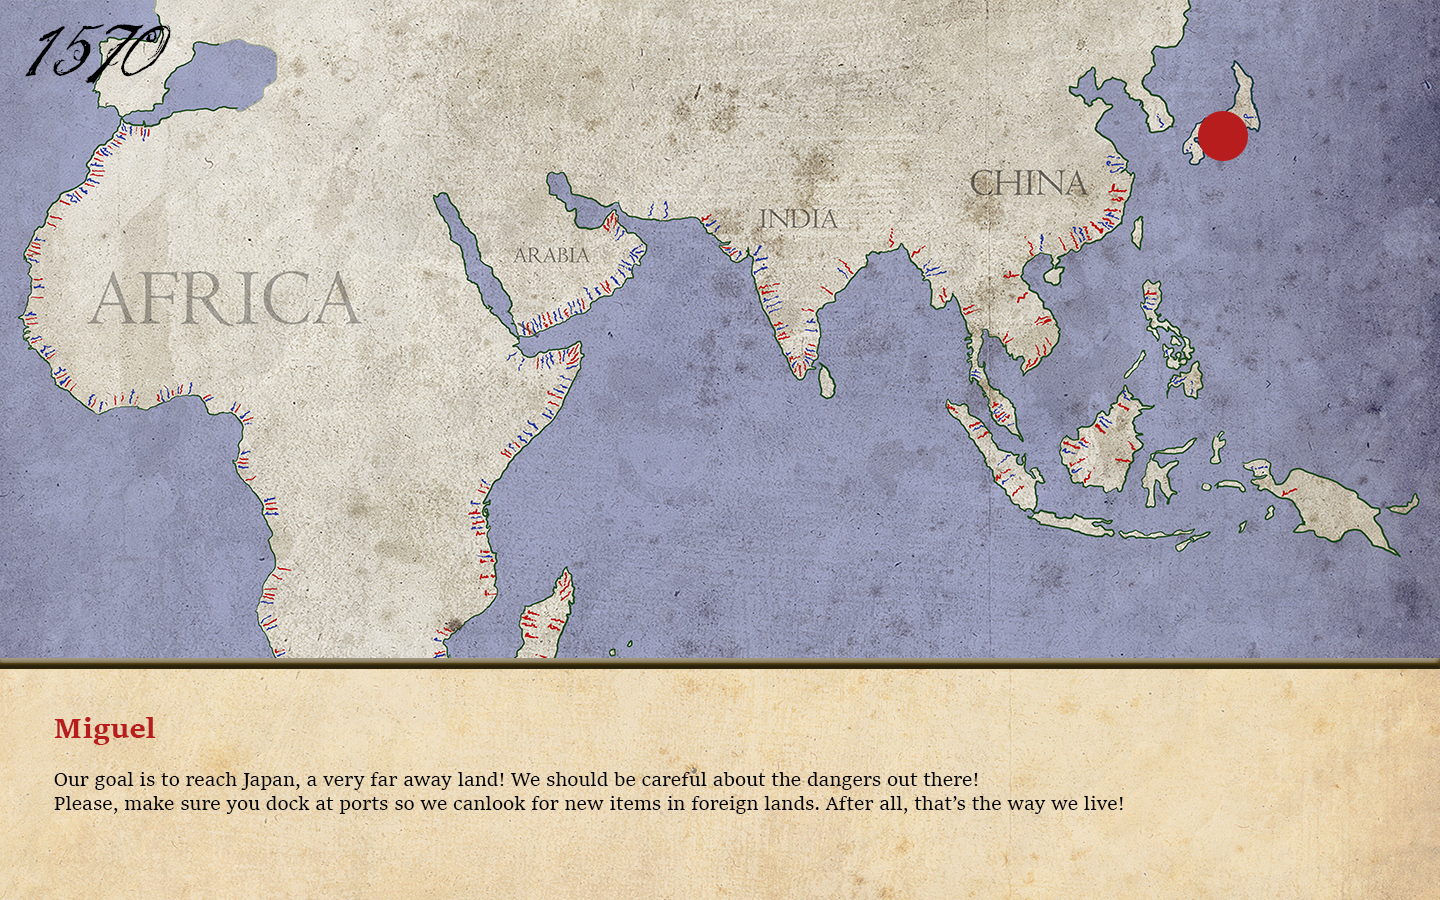 1570
CHINA
INDIA
ARABIA
AFRICA
Miguel
Our goal is to reach Japan, a very far away land! We should be careful about the dangers out there!
Please, make sure you dock at ports so we canlook for new items in foreign lands. After all, that’s the way we live!